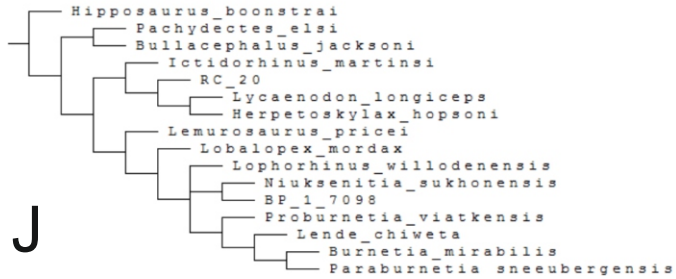 Hipposaurus_boonstrai
Pachydectes_elsi
Bullacephalus_jacksoni
Ictidorhinus_martinsi
RC_20
Lycaenodon_longiceps
Herpetoskylax_hopsoni
Lemurosaurus_pricei
Lobalopex_mordax
Lophorhinus_willodenensis
Niuksenitia_sukhonensis
BP_1_7098
Proburnetia_viatkensis
Lende_chiweta
Burnetia_mirabilis
Paraburnetia_sneeubergensis
J